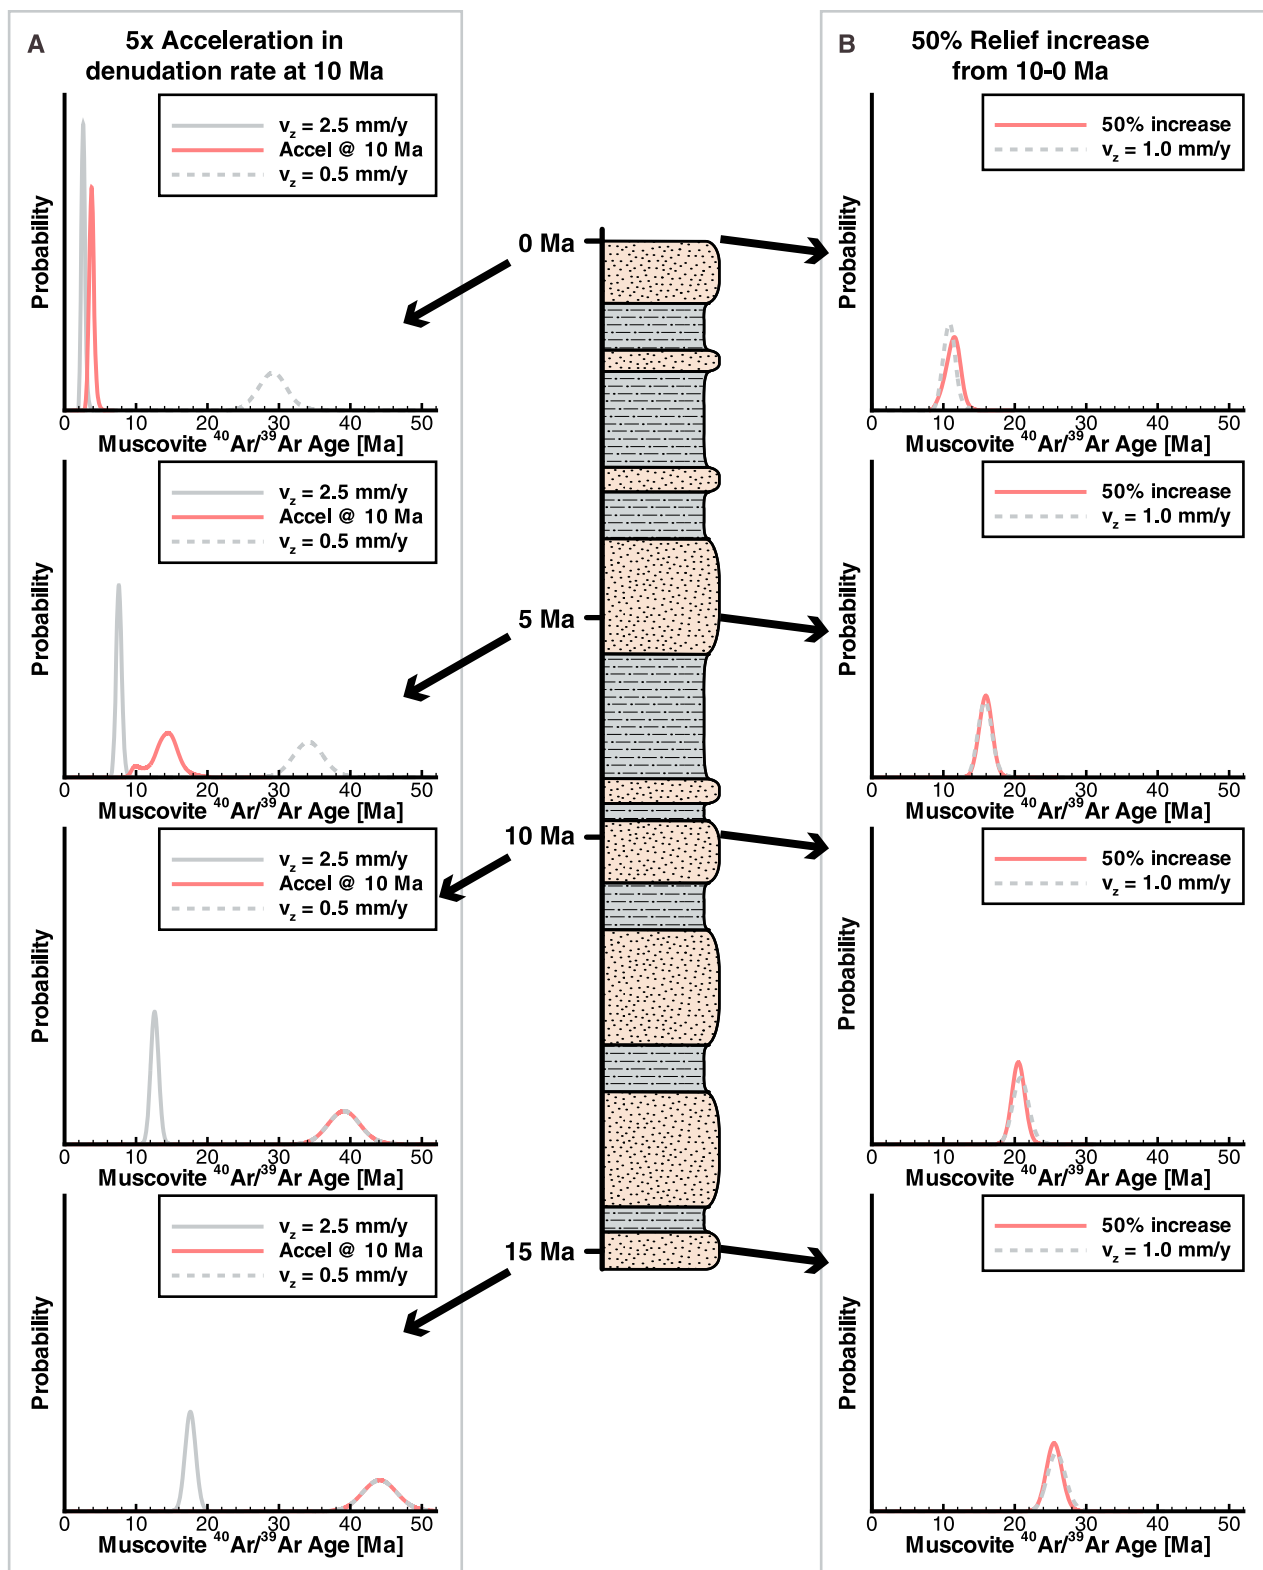 A
5x Acceleration in
denudation rate at 10 Ma
v_z = 2.5 mm/y
Accel @ 10 Ma
v_z = 0.5 mm/y
Probability
0 10 20 30 40 50
Muscovite ⁴⁰Ar/³⁹Ar Age [Ma]
v_z = 2.5 mm/y
Accel @ 10 Ma
v_z = 0.5 mm/y
Probability
0 10 20 30 40 50
Muscovite ⁴⁰Ar/³⁹Ar Age [Ma]
v_z = 2.5 mm/y
Accel @ 10 Ma
v_z = 0.5 mm/y
Probability
0 10 20 30 40 50
Muscovite ⁴⁰Ar/³⁹Ar Age [Ma]
v_z = 2.5 mm/y
Accel @ 10 Ma
v_z = 0.5 mm/y
Probability
0 10 20 30 40 50
Muscovite ⁴⁰Ar/³⁹Ar Age [Ma]
0 Ma
5 Ma
10 Ma
15 Ma
B
50% Relief increase
from 10-0 Ma
50% increase
v_z = 1.0 mm/y
Probability
0 10 20 30 40 50
Muscovite ⁴⁰Ar/³⁹Ar Age [Ma]
50% increase
v_z = 1.0 mm/y
Probability
0 10 20 30 40 50
Muscovite ⁴⁰Ar/³⁹Ar Age [Ma]
50% increase
v_z = 1.0 mm/y
Probability
0 10 20 30 40 50
Muscovite ⁴⁰Ar/³⁹Ar Age [Ma]
50% increase
v_z = 1.0 mm/y
Probability
0 10 20 30 40 50
Muscovite ⁴⁰Ar/³⁹Ar Age [Ma]